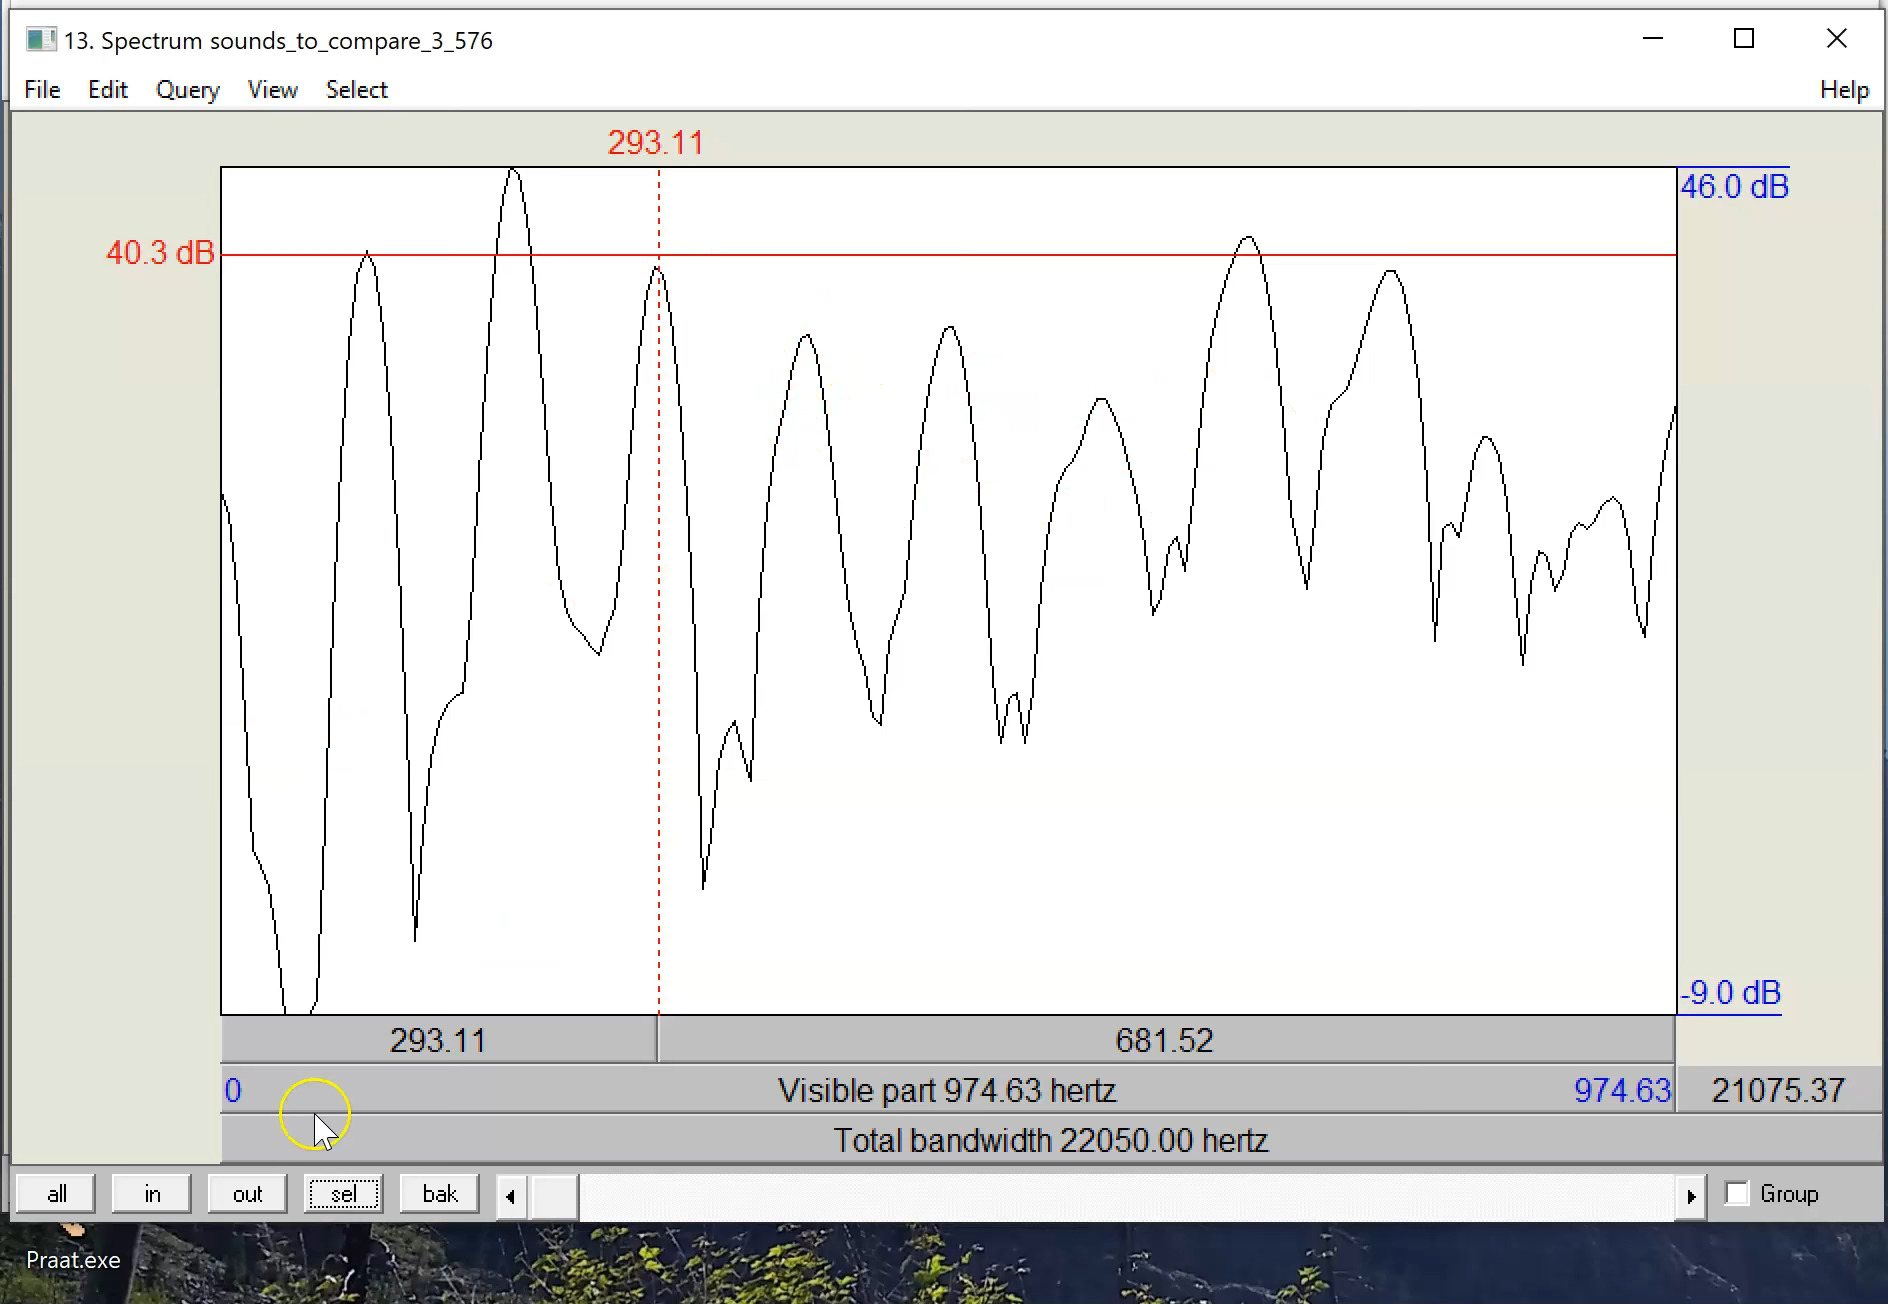 13. Spectrum sounds_to_compare_3_576
File Edit Query View Select Help
293.11
46.0 dB
40.3 dB
-9.0 dB
293.11 681.52
0 Visible part 974.63 hertz 974.63 21075.37
Total bandwidth 22050.00 hertz
all in out sel bak Group
Praat.exe